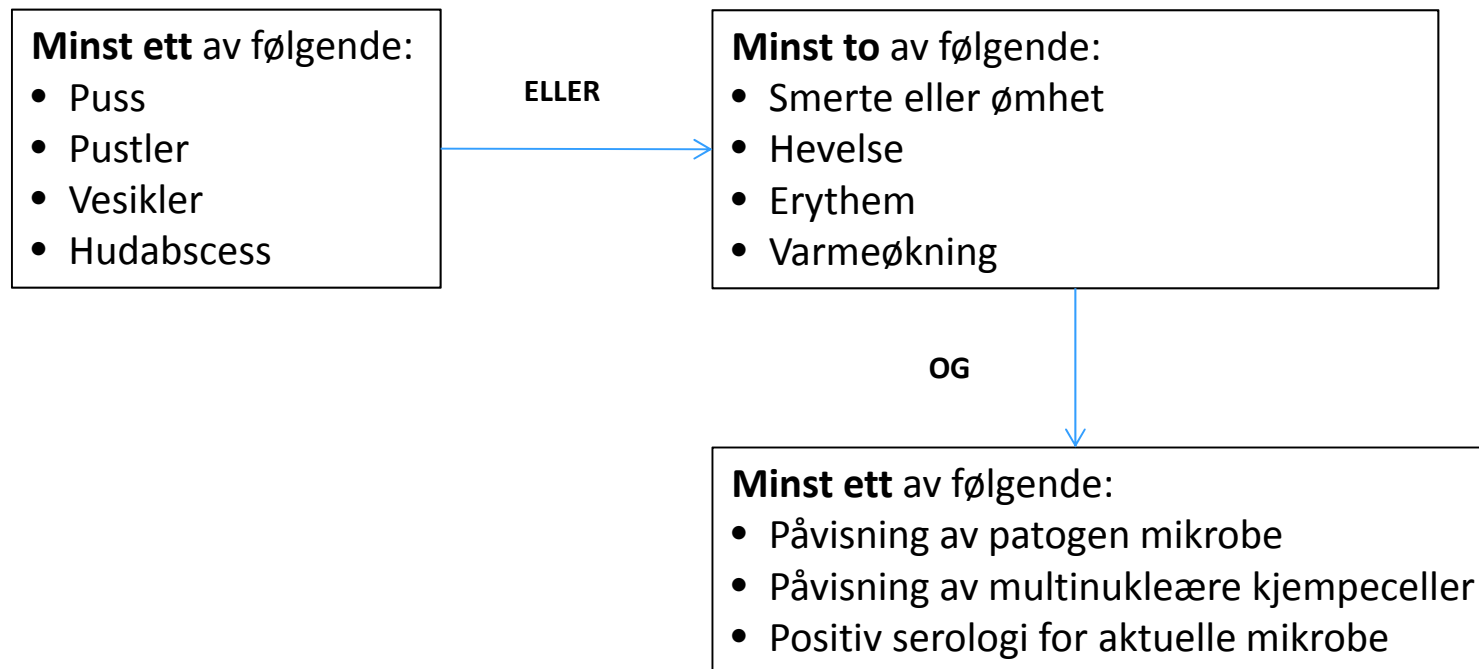 Minst ett av følgende:
• Puss
• Pustler
• Vesikler
• Hudabscess
ELLER
Minst to av følgende:
• Smerte eller ømhet
• Hevelse
• Erythem
• Varmeøkning
OG
Minst ett av følgende:
• Påvisning av patogen mikrobe
• Påvisning av multinukleære kjempeceller
• Positiv serologi for aktuelle mikrobe